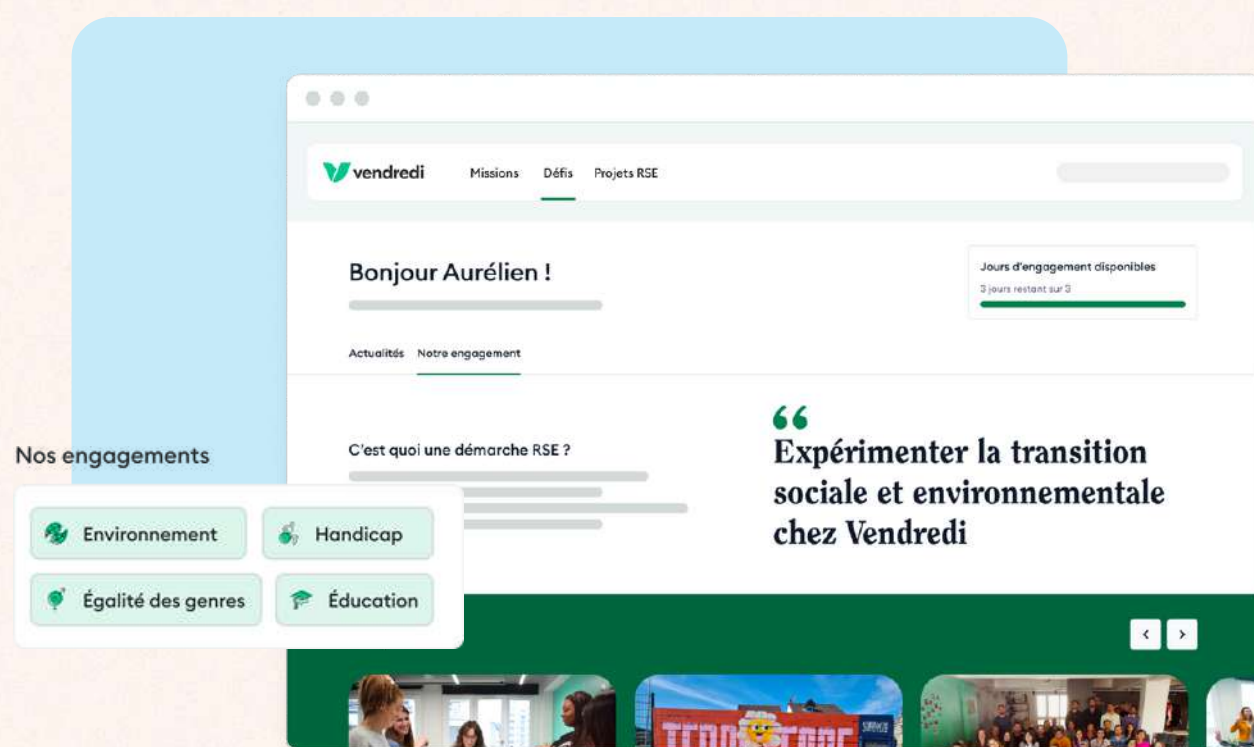 vendredi
Missions
Défis
Projets RSE
Bonjour Aurélien !
Jours d'engagement disponibles
3 jours restant sur 3
Actualités
Notre engagement
C'est quoi une démarche RSE ?
“
Expérimenter la transition
sociale et environnementale
chez Vendredi
Nos engagements
Environnement
Handicap
Égalité des genres
Éducation